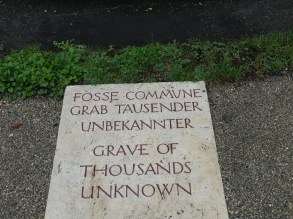 FOSSE COMMUNE
GRAB TAUSENDER
UNBEKANNTER
GRAVE OF
THOUSANDS
UNKNOWN